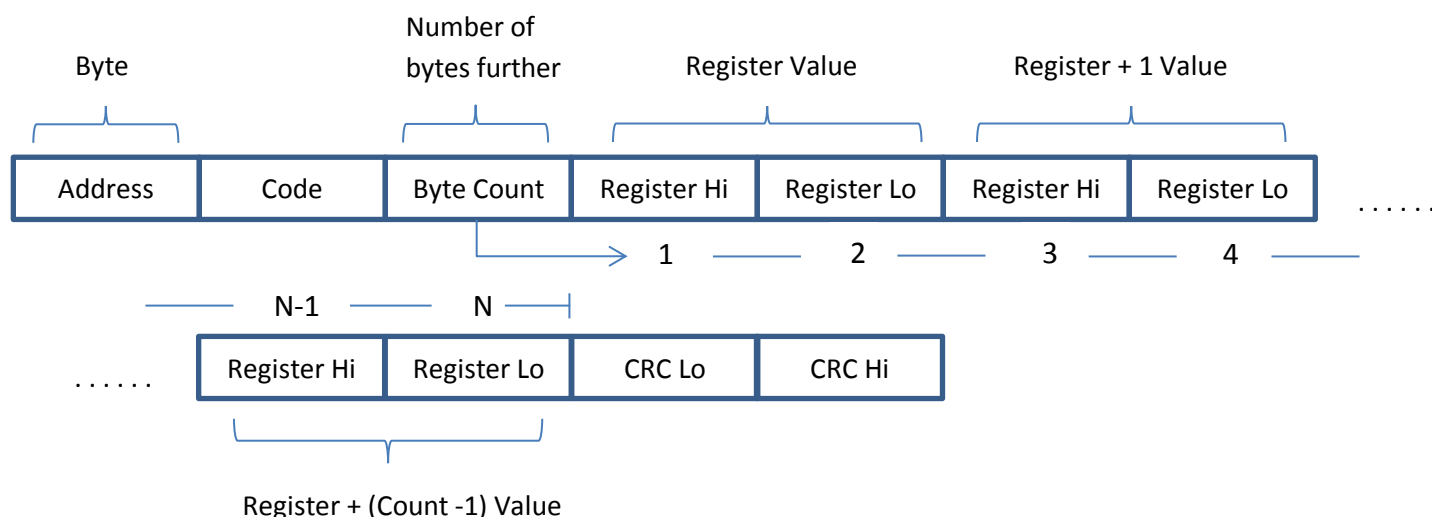 Number of
bytes further
Byte
Register Value
Register + 1 Value
Address
Code
Byte Count
Register Hi
Register Lo
Register Hi
Register Lo
. . . . . .
1
2
3
4
N-1
N
. . . . . .
Register Hi
Register Lo
CRC Lo
CRC Hi
Register + (Count -1) Value